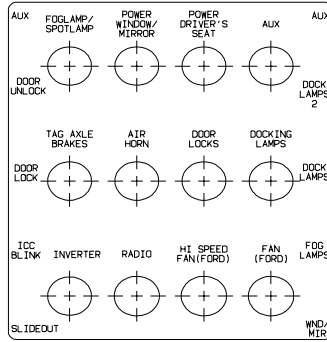 AUX
FOGLAMP/
SPOTLAMP
POWER
WINDOW/
MIRROR
POWER
DRIVER'S
SEAT
AUX
AUX
DOOR
UNLOCK
DOCK
LAMPS
2
TAG AXLE
BRAKES
AIR
HORN
DOOR
LOCKS
DOCKING
LAMPS
DOOR
LOCK
DOCK
LAMPS
ICC
BLINK
INVERTER
RADIO
HI SPEED
FAN(FORD)
FAN
(FORD)
FOG
LAMPS
SLIDEOUT
WND/
MIR